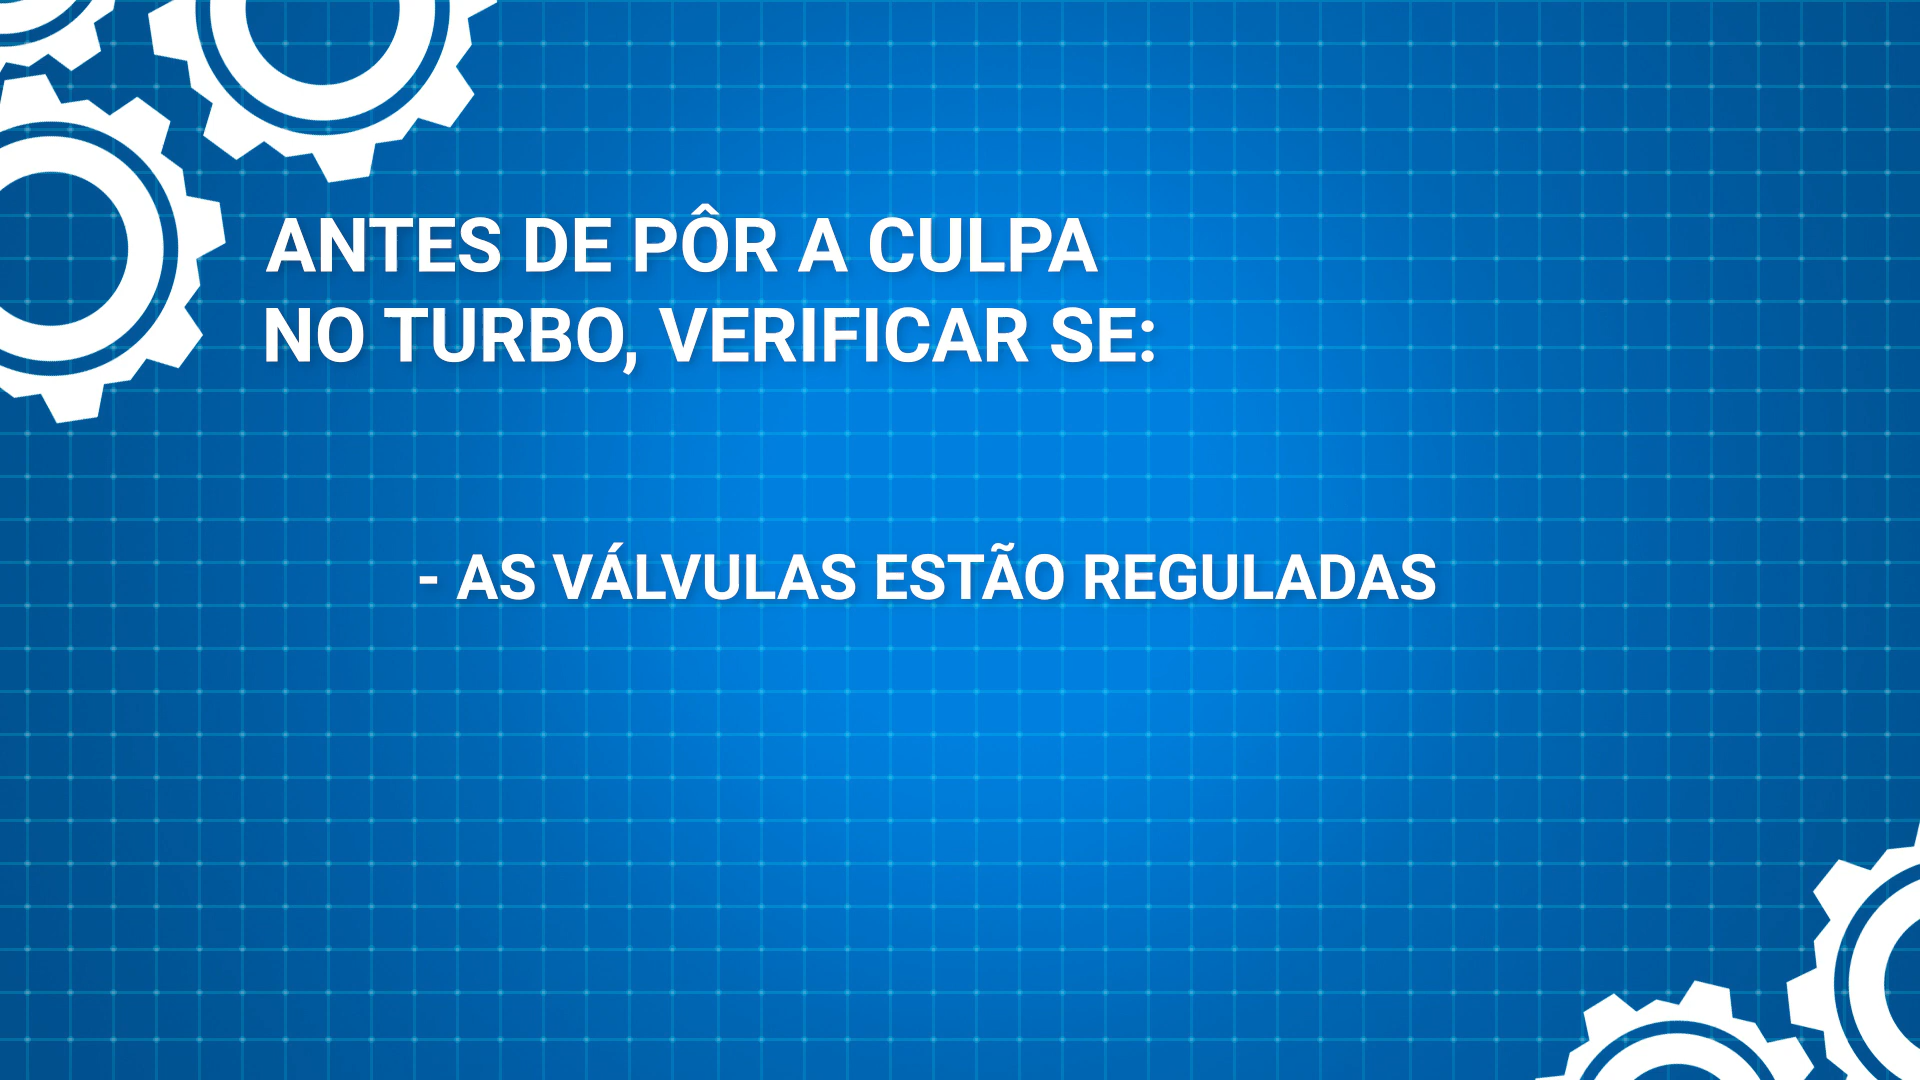 ANTES DE PÔR A CULPA
NO TURBO, VERIFICAR SE:
- AS VÁLVULAS ESTÃO REGULADAS